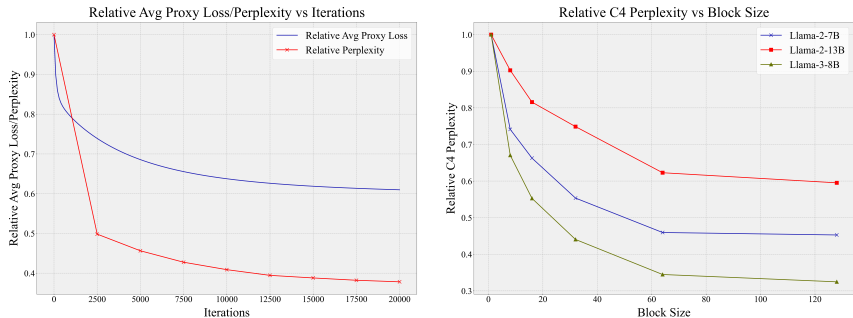 Relative Avg Proxy Loss/Perplexity vs Iterations
Relative Avg Proxy Loss/Perplexity
1.0
0.9
0.8
0.7
0.6
0.5
0.4
Relative Avg Proxy Loss
Relative Perplexity
0 2500 5000 7500 10000 12500 15000 17500 20000
Iterations
Relative C4 Perplexity vs Block Size
Relative C4 Perplexity
1.0
0.9
0.8
0.7
0.6
0.5
0.4
0.3
Llama-2-7B
Llama-2-13B
Llama-3-8B
0 20 40 60 80 100 120
Block Size